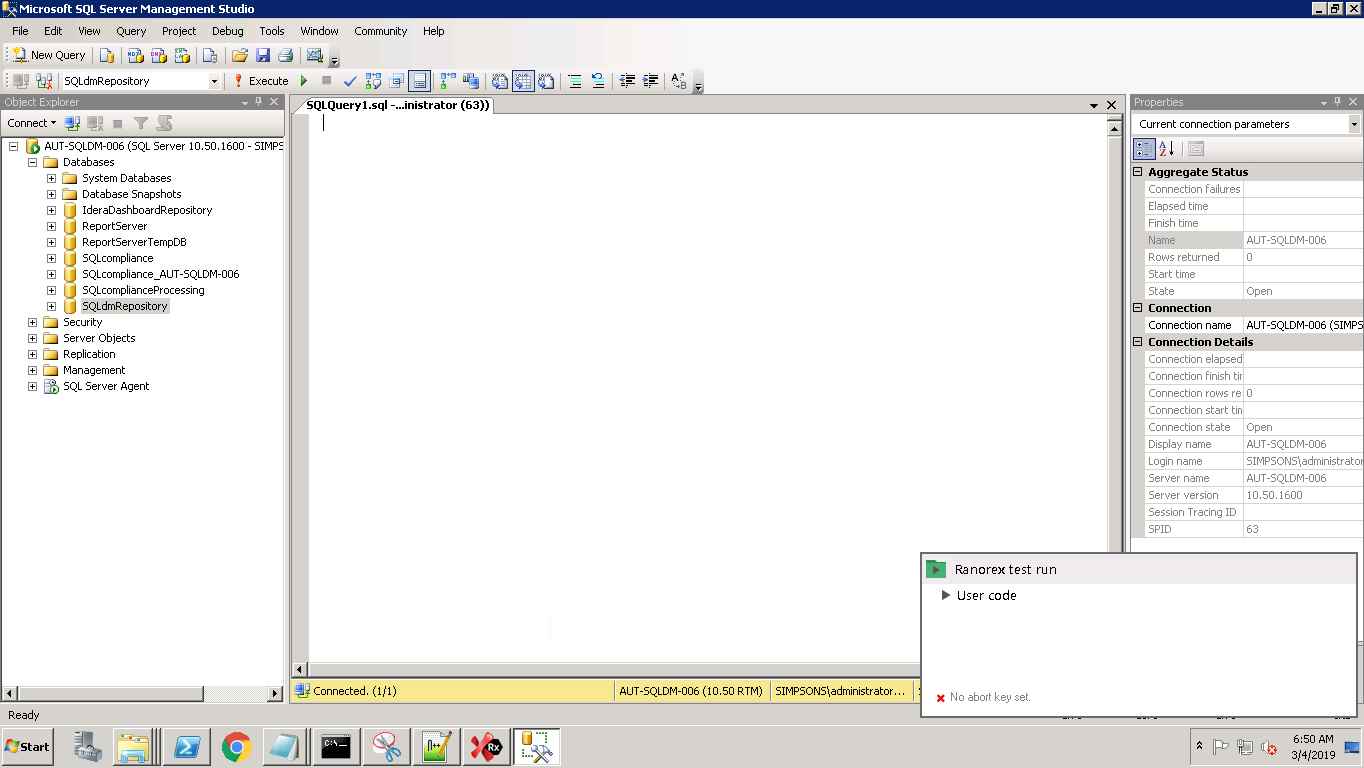 Microsoft SQL Server Management Studio
File Edit View Query Project Debug Tools Window Community Help
New Query
SQLdmRepository
Execute
Object Explorer
SQLQuery1.sql -...inistrator (63))
Properties
Connect
Current connection parameters
AUT-SQLDM-006 (SQL Server 10.50.1600 - SIMPS
Databases
System Databases
Database Snapshots
IderaDashboardRepository
ReportServer
ReportServerTempDB
SQLcompliance
SQLcompliance_AUT-SQLDM-006
SQLcomplianceProcessing
SQLdmRepository
Security
Server Objects
Replication
Management
SQL Server Agent
Aggregate Status
Connection failures
Elapsed time
Finish time
Name AUT-SQLDM-006
Rows returned 0
Start time
State Open
Connection
Connection name AUT-SQLDM-006 (SIMPS
Connection Details
Connection elapsed
Connection finish tir
Connection rows re 0
Connection start tin
Connection state Open
Display name AUT-SQLDM-006
Login name SIMPSONS\administrator
Server name AUT-SQLDM-006
Server version 10.50.1600
Session Tracing ID
SPID 63
Ranorex test run
User code
No abort key set.
Connected. (1/1) AUT-SQLDM-006 (10.50 RTM) SIMPSONS\administrator...
Ready
Start
C:\_
Rx
6:50 AM
3/4/2019